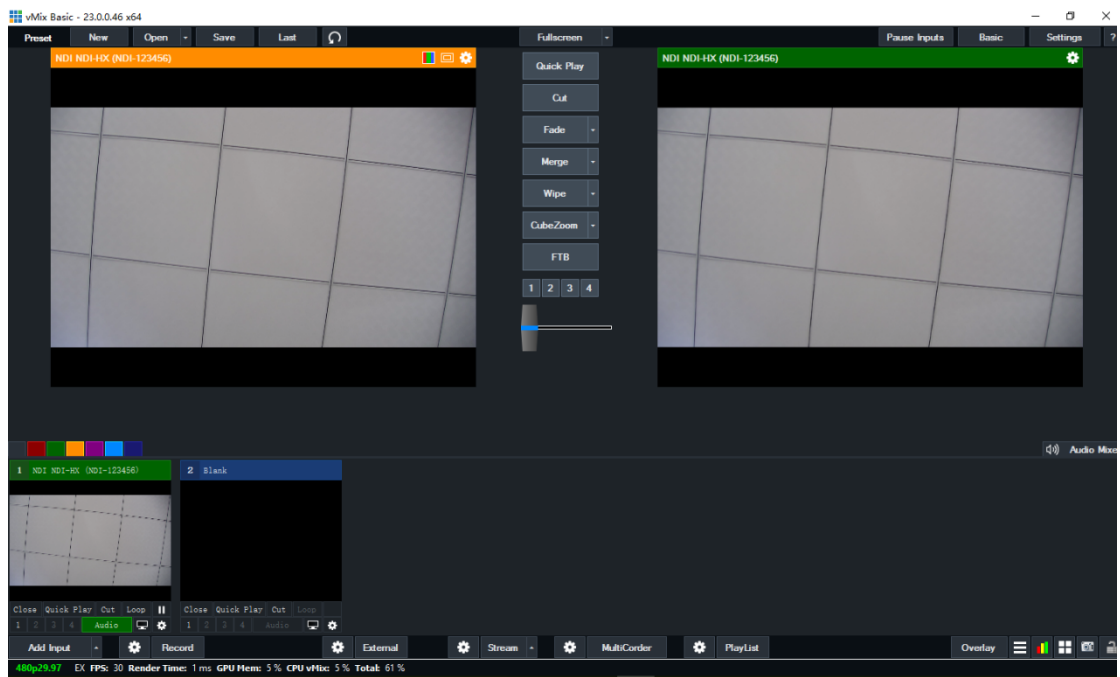 vMix Basic - 23.0.0.46 x64
Preset New Open Save Last Fullscreen Pause Inputs Basic Settings ?
NDI NDI-HX (NDI-123456) NDI NDI-HX (NDI-123456)
Quick Play
Cut
Fade
Merge
Wipe
CubeZoom
FTB
1 2 3 4
Audio Mixe
1 NDI NDI-HX (NDI-123456) 2 Blank
Close Quick Play Cut Loop Close Quick Play Cut Loop
1 2 3 4 Audio 1 2 3 4 Audio
Add Input Record External Stream MultiCorder PlayList Overlay
480p29.97 EX FPS: 30 Render Time: 1 ms GPU Mem: 5 % CPU vMix: 5 % Total: 61 %